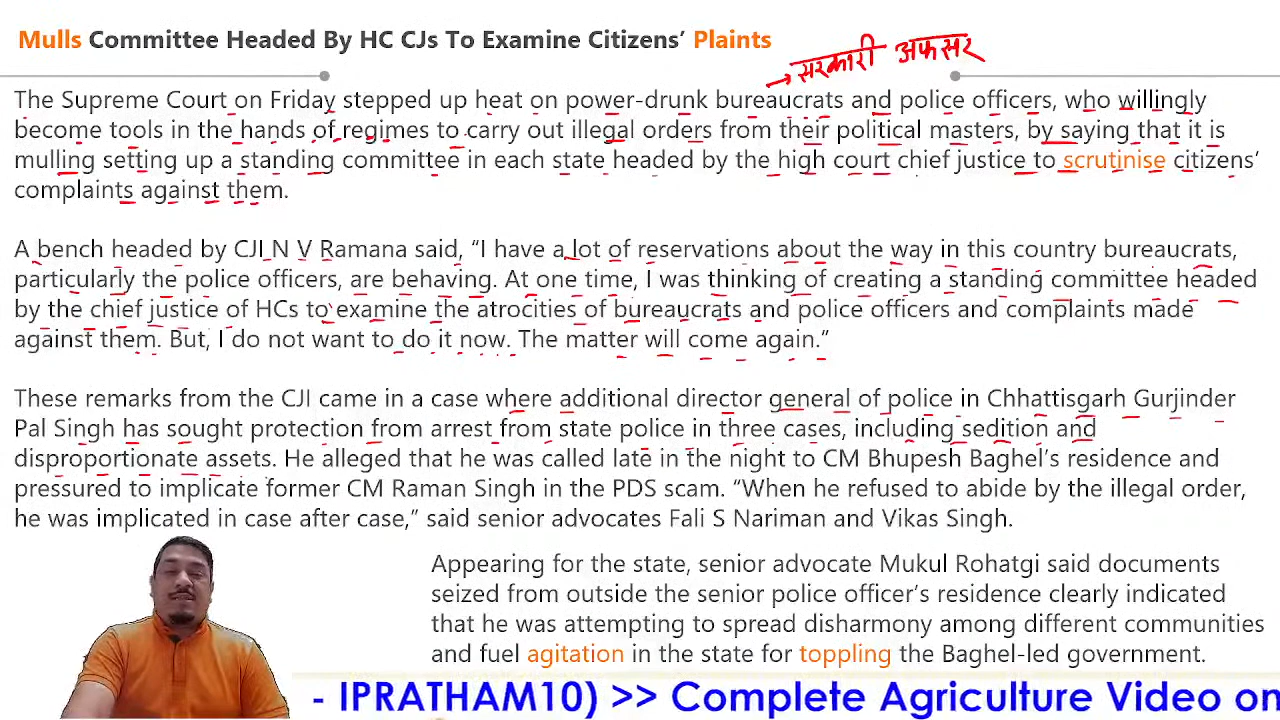 Mulls Committee Headed By HC CJs To Examine Citizens’ Plaints
→ सरकारी अफसर
The Supreme Court on Friday stepped up heat on power-drunk bureaucrats and police officers, who willingly
become tools in the hands of regimes to carry out illegal orders from their political masters, by saying that it is
mulling setting up a standing committee in each state headed by the high court chief justice to scrutinise citizens’
complaints against them.
A bench headed by CJI N V Ramana said, “I have a lot of reservations about the way in this country bureaucrats,
particularly the police officers, are behaving. At one time, I was thinking of creating a standing committee headed
by the chief justice of HCs to examine the atrocities of bureaucrats and police officers and complaints made
against them. But, I do not want to do it now. The matter will come again.”
These remarks from the CJI came in a case where additional director general of police in Chhattisgarh Gurjinder
Pal Singh has sought protection from arrest from state police in three cases, including sedition and
disproportionate assets. He alleged that he was called late in the night to CM Bhupesh Baghel’s residence and
pressured to implicate former CM Raman Singh in the PDS scam. “When he refused to abide by the illegal order,
he was implicated in case after case,” said senior advocates Fali S Nariman and Vikas Singh.
Appearing for the state, senior advocate Mukul Rohatgi said documents
seized from outside the senior police officer’s residence clearly indicated
that he was attempting to spread disharmony among different communities
and fuel agitation in the state for toppling the Baghel-led government.
- IPRATHAM10) >> Complete Agriculture Video on